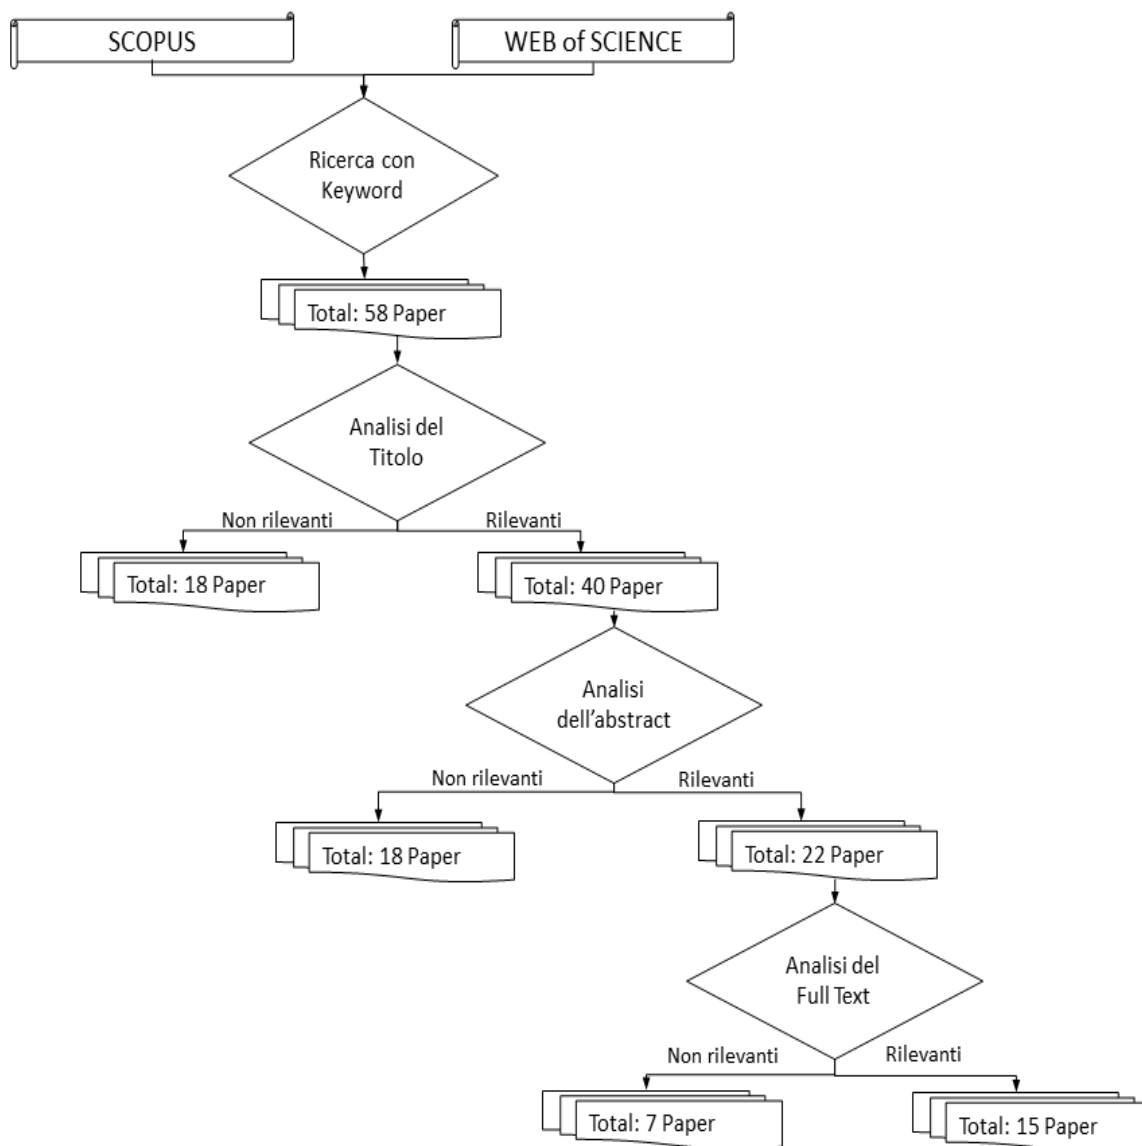 SCOPUS
WEB of SCIENCE
Ricerca con
Keyword
Total: 58 Paper
Analisi del
Titolo
Non rilevanti
Rilevanti
Total: 18 Paper
Total: 40 Paper
Analisi
dell'abstract
Non rilevanti
Rilevanti
Total: 18 Paper
Total: 22 Paper
Analisi del
Full Text
Non rilevanti
Rilevanti
Total: 7 Paper
Total: 15 Paper